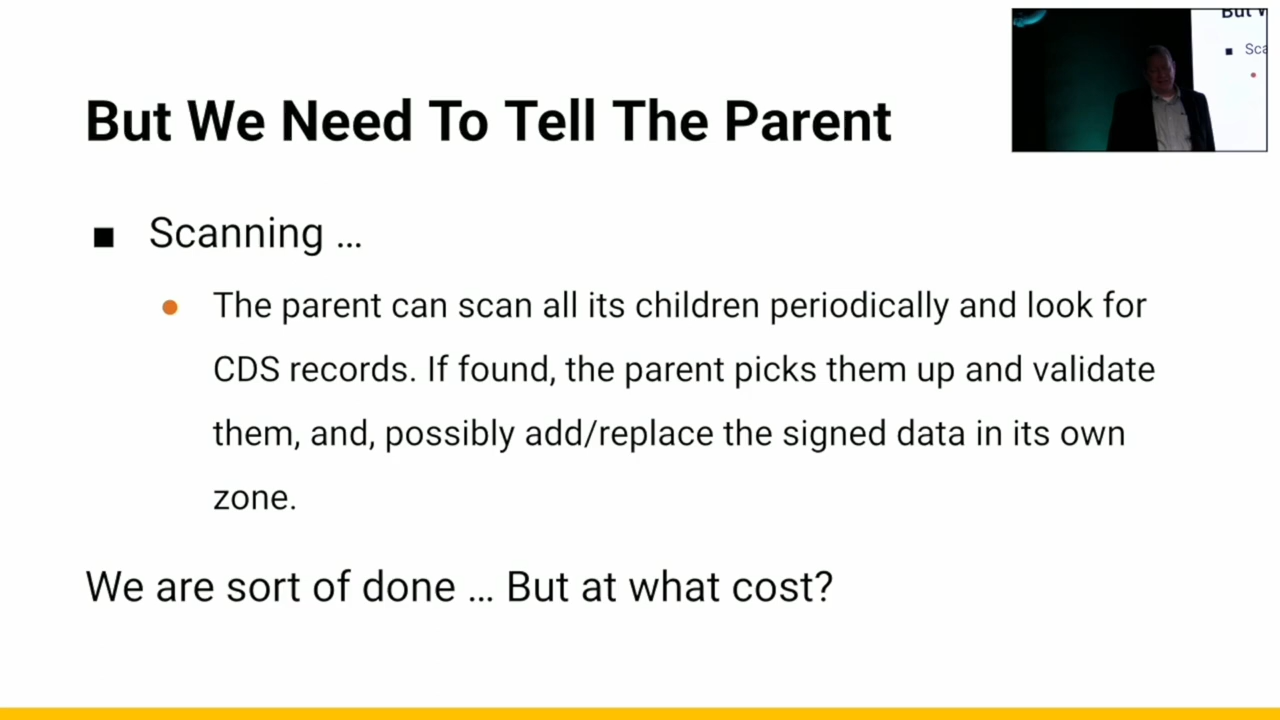 But We Need To Tell The Parent
■ Scanning …
● The parent can scan all its children periodically and look for
CDS records. If found, the parent picks them up and validate
them, and, possibly add/replace the signed data in its own
zone.
We are sort of done … But at what cost?
But
■ Sca